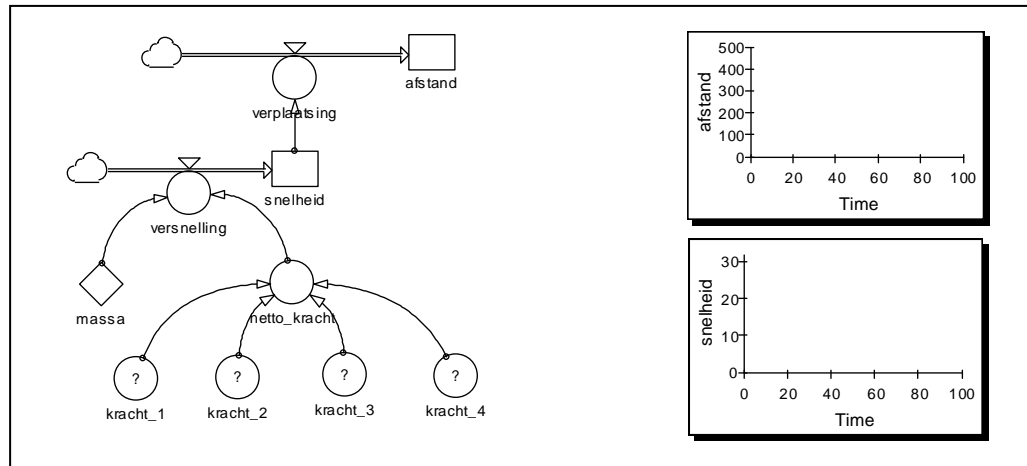 afstand
verplaatsing
snelheid
versnelling
massa
netto_kracht
? ? ? ?
kracht_1 kracht_2 kracht_3 kracht_4
afstand
500
400
300
200
100
0
0 20 40 60 80 100
Time
snelheid
30
20
10
0
0 20 40 60 80 100
Time